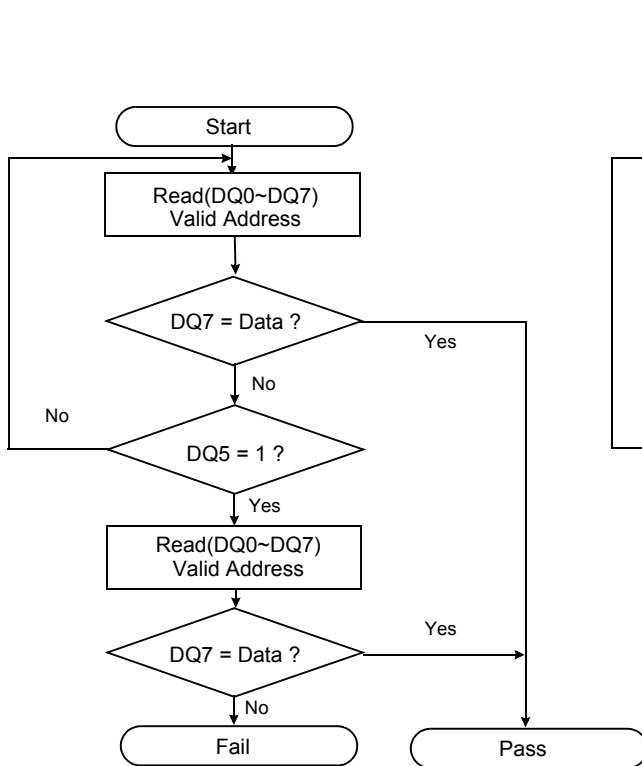 Start
Read(DQ0~DQ7)
Valid Address
DQ7 = Data ?
Yes
No
No
DQ5 = 1 ?
Yes
Read(DQ0~DQ7)
Valid Address
Yes
DQ7 = Data ?
No
Fail
Pass